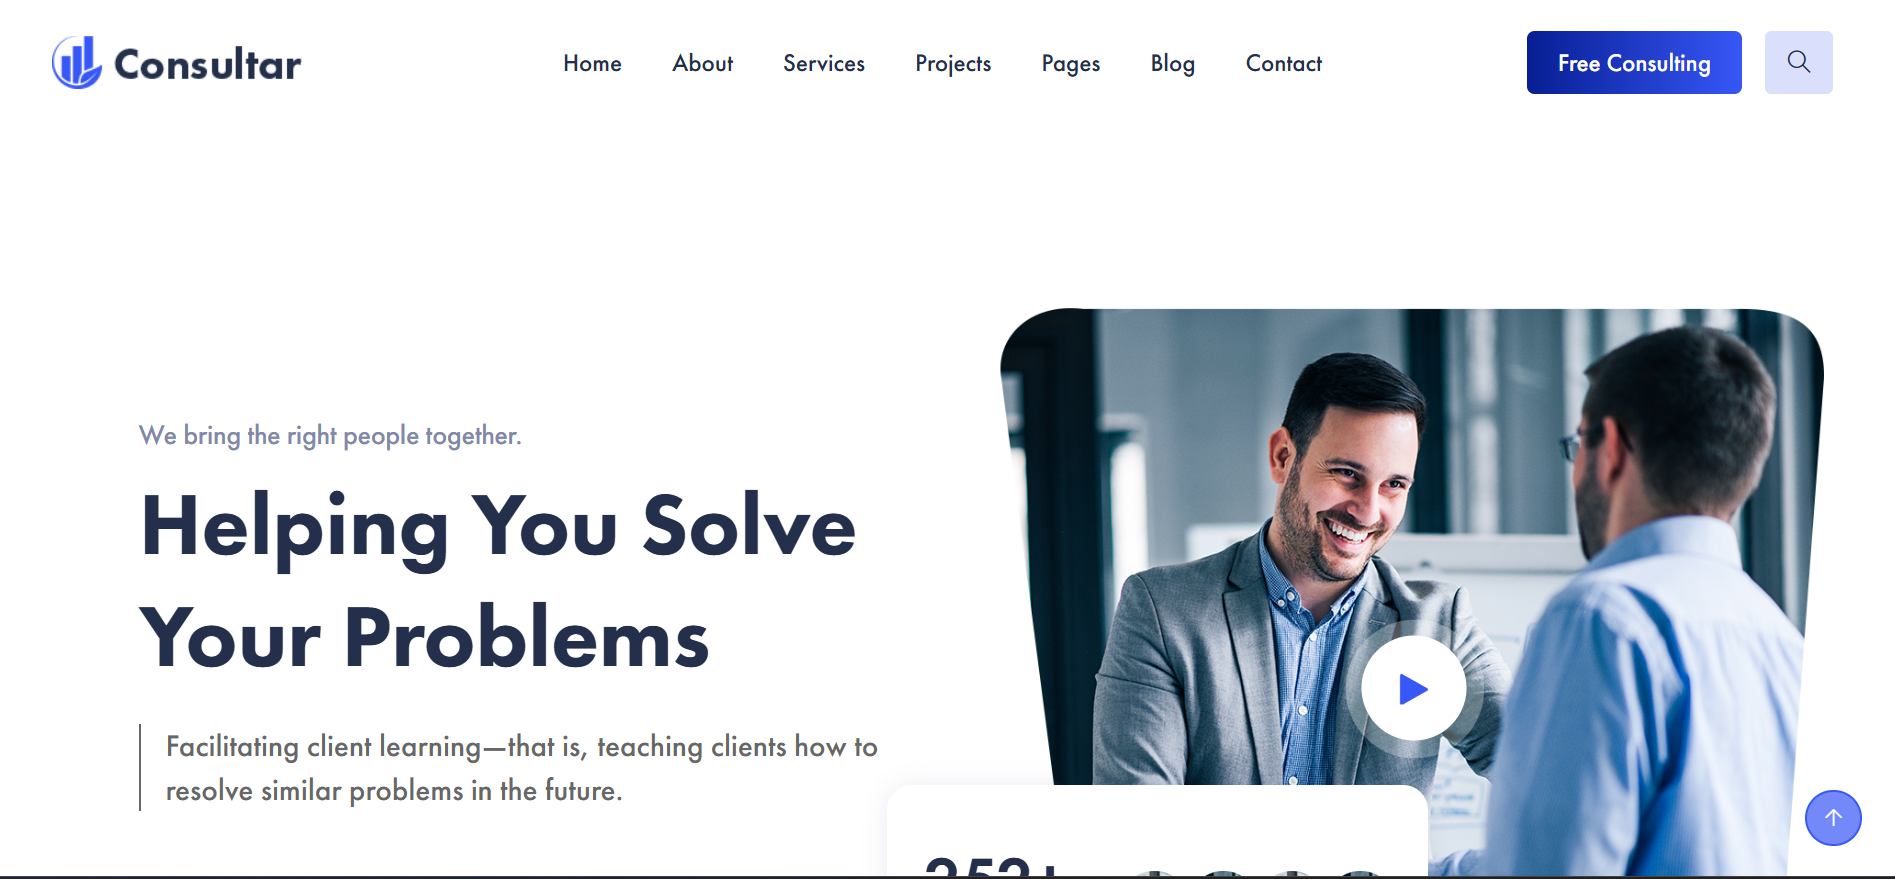 Consultar
Home
About
Services
Projects
Pages
Blog
Contact
Free Consulting
We bring the right people together.
Helping You Solve
Your Problems
Facilitating client learning—that is, teaching clients how to
resolve similar problems in the future.